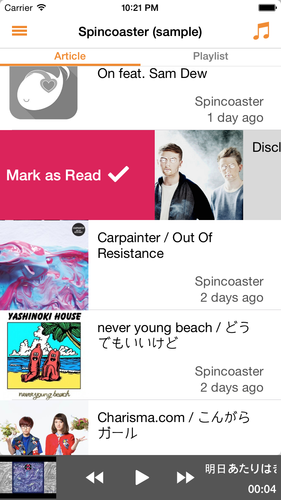 Carrier 10:21 PM
Spincoaster (sample)
Article Playlist
On feat. Sam Dew
Spincoaster
1 day ago
Mark as Read
Discl
Carpainter / Out Of
Resistance
Spincoaster
2 days ago
YASHINOKI HOUSE
never young beach
never young beach / どう
でもいいけど
Spincoaster
2 days ago
Charisma.com / こんがら
ガール
明日あたりはき
00:04